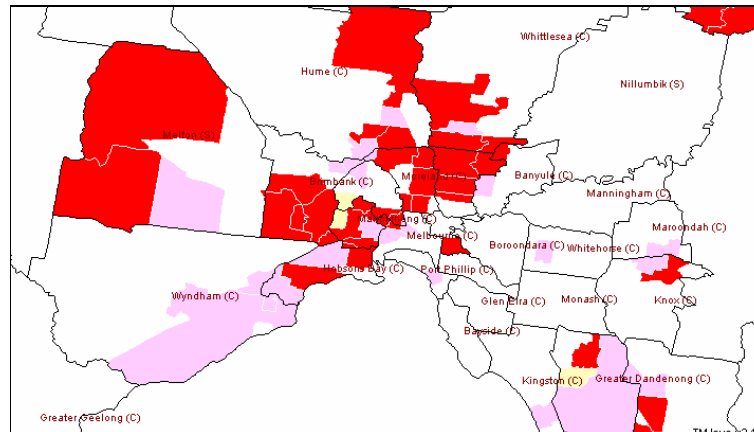 Whittlesea (C)
Hume (C)
Nillumbik (S)
Melton (S)
Brimbank (C)
Moreland (C)
Banyule (C)
Manningham (C)
Maribyrnong (C)
Melbourne (C)
Maroondah (C)
Boroondara (C)
Whitehorse (C)
Hobsons Bay (C)
Port Phillip (C)
Wyndham (C)
Glen Eira (C)
Monash (C)
Knox (C)
Bayside (C)
Kingston (C)
Greater Dandenong (C)
Greater Geelong (C)